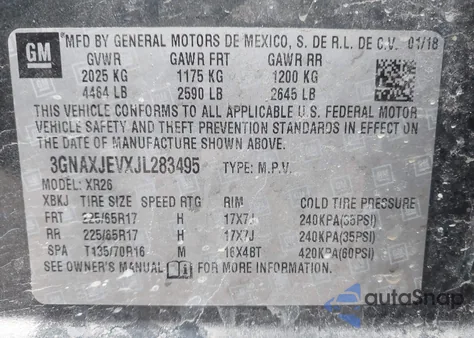 GM
MFD BY GENERAL MOTORS DE MEXICO, S. DE R.L. DE C.V. 01/18
GVWR GAWR FRT GAWR RR
2025 KG 1175 KG 1200 KG
4464 LB 2590 LB 2645 LB
THIS VEHICLE CONFORMS TO ALL APPLICABLE U.S. FEDERAL MOTOR
VEHICLE SAFETY AND THEFT PREVENTION STANDARDS IN EFFECT ON
THE DATE OF MANUFACTURE SHOWN ABOVE.
3GNAXJEVXJL283495 TYPE: M.P.V.
MODEL: XR26
XBKJ TIRE SIZE SPEED RTG RIM COLD TIRE PRESSURE
FRT 225/65R17 H 17X7J 240KPA(35PSI)
RR 225/65R17 H 17X7J 240KPA(35PSI)
SPA T135/70R16 M 16X4BT 420KPA(60PSI)
SEE OWNER'S MANUAL FOR MORE INFORMATION.
autoSnap